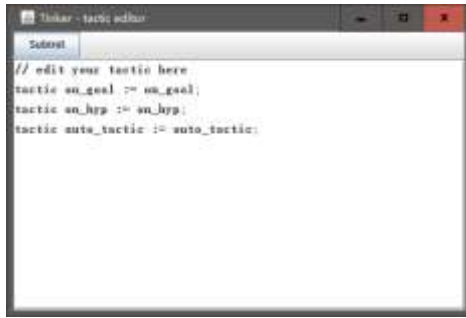 Tinker - tactic editor
Submit
// edit your tactic here
tactic on_goal := on_goal;
tactic on_hyp := on_hyp;
tactic auto_tactic := auto_tactic;